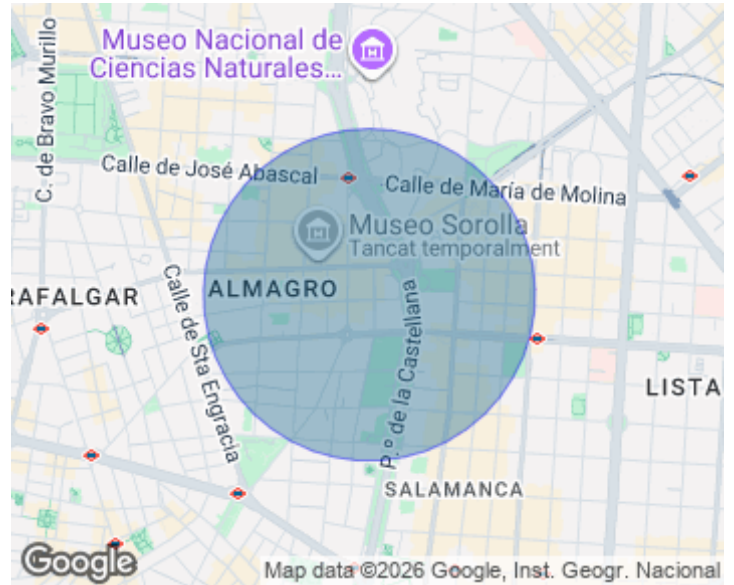 Museo Nacional de
Ciencias Naturales...
C. de Bravo Murillo
Calle de José Abascal
Calle de María de Molina
Museo Sorolla
Tancat temporalment
ALMAGRO
RAFALGAR
Calle de Sta Engracia
P.º de la Castellana
LISTA
SALAMANCA
Google
Map data ©2026 Google, Inst. Geogr. Nacional